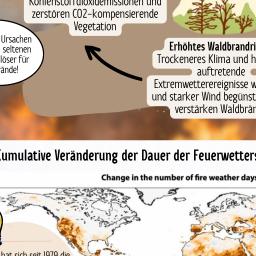 Kohlenstoffdioxidemissionen und
zerstören CO2-kompensierende
Vegetation
Ursachen
seltenen
löser für
ände!
Erhöhtes Waldbrandri
Trockeneres Klima und h
auftretende
Extremwetterereignisse w
und starker Wind begünst
verstärken Waldbrän
Kumulative Veränderung der Dauer der Feuerwetters
Change in the number of fire weather days
hat sich seit 1979 die